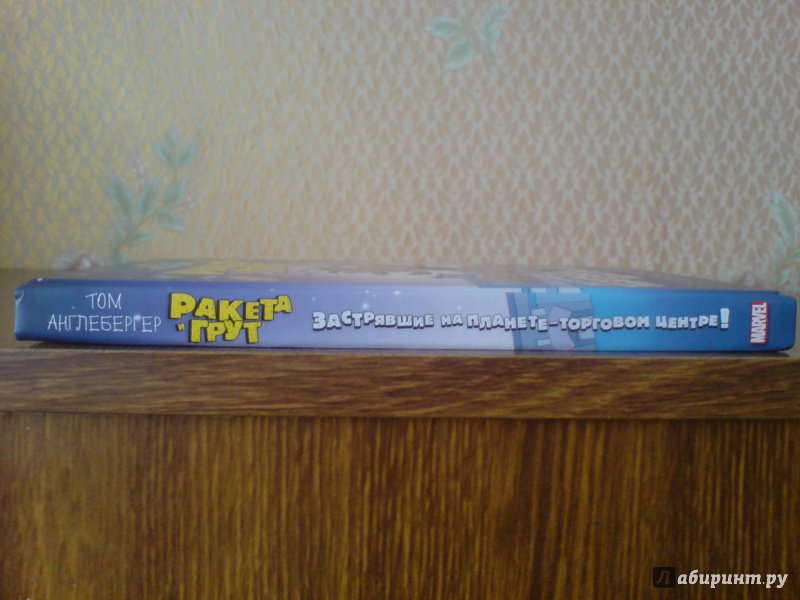 ТОМ
АНГЛЕБЕРГЕР
РАКЕТА
И ГРУТ
ЗАСТРЯВШИЕ НА ПЛАНЕТЕ-ТОРГОВОМ ЦЕНТРЕ!
MARVEL
Лабиринт.ру